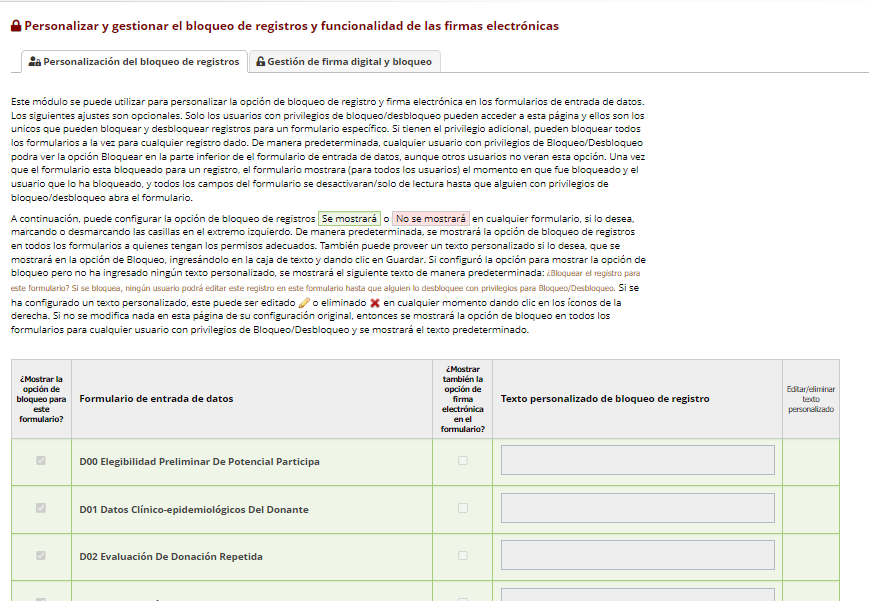 Personalizar y gestionar el bloqueo de registros y funcionalidad de las firmas electrónicas
Personalización del bloqueo de registros
Gestión de firma digital y bloqueo
Este módulo se puede utilizar para personalizar la opción de bloqueo de registro y firma electrónica en los formularios de entrada de datos.
Los siguientes ajustes son opcionales. Solo los usuarios con privilegios de bloqueo/desbloqueo pueden acceder a esta página y ellos son los
unicos que pueden bloquear y desbloquear registros para un formulario específico. Si tienen el privilegio adicional, pueden bloquear todos
los formularios a la vez para cualquier registro dado. De manera predeterminada, cualquier usuario con privilegios de Bloqueo/Desbloqueo
podra ver la opción Bloquear en la parte inferior de el formulario de entrada de datos, aunque otros usuarios no veran esta opción. Una vez
que el formulario esta bloqueado para un registro, el formulario mostrara (para todos los usuarios) el momento en que fue bloqueado y el
usuario que lo ha bloqueado, y todos los campos del formulario se desactivaran/solo de lectura hasta que alguien con privilegios de
bloqueo/desbloqueo abra el formulario.
A continuación, puede configurar la opción de bloqueo de registros Se mostrará o No se mostrará en cualquier formulario, si lo desea,
marcando o desmarcando las casillas en el extremo izquierdo. De manera predeterminada, se mostrará la opción de bloqueo de registros
en todos los formularios a quienes tengan los permisos adecuados. También puede proveer un texto personalizado si lo desea, que se
mostrará en la opción de Bloqueo, ingresándolo en la caja de texto y dando clic en Guardar. Si configuró la opción para mostrar la opción de
bloqueo pero no ha ingresado ningún texto personalizado, se mostrará el siguiente texto de manera predeterminada: ¿Bloquear el registro para
este formulario? Si se bloquea, ningún usuario podrá editar este registro en este formulario hasta que alguien lo desbloquee con privilegios para Bloqueo/Desbloqueo. Si se
ha configurado un texto personalizado, este puede ser editado o eliminado en cualquier momento dando clic en los íconos de la
derecha. Si no se modifica nada en esta página de su configuración original, entonces se mostrará la opción de bloqueo en todos los
formularios para cualquier usuario con privilegios de Bloqueo/Desbloqueo y se mostrará el texto predeterminado.
¿Mostrar la
opción de
bloqueo para
este
formulario?
Formulario de entrada de datos
¿Mostrar
también la
opción de
firma
electrónica
en el
formulario?
Texto personalizado de bloqueo de registro
Editar/eliminar
texto
personalizado
D00 Elegibilidad Preliminar De Potencial Participa
D01 Datos Clínico-epidemiológicos Del Donante
D02 Evaluación De Donación Repetida